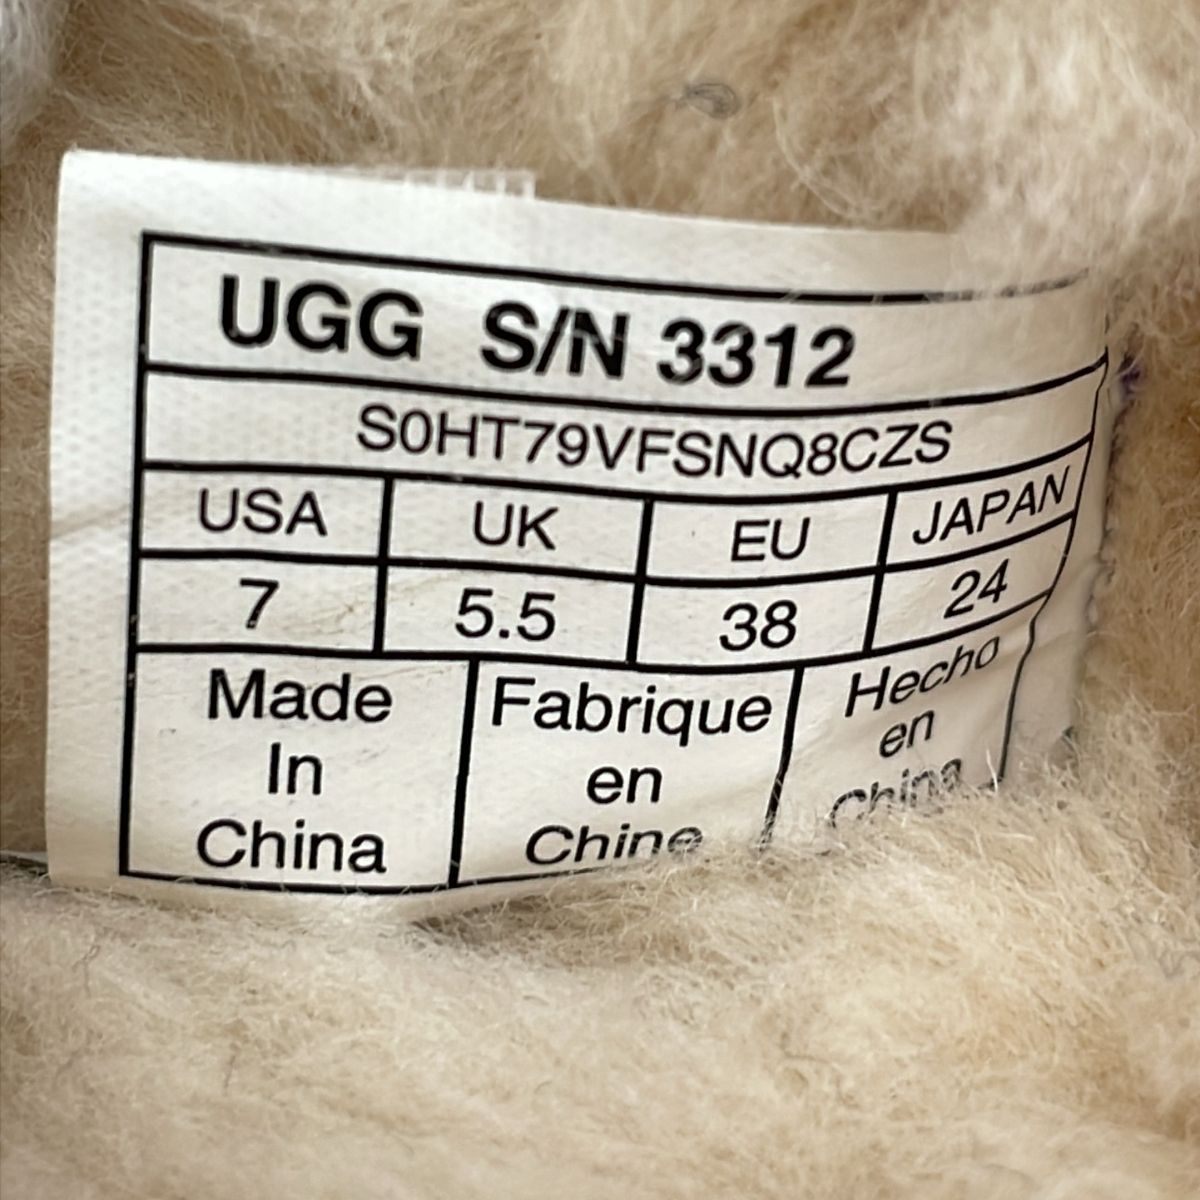 UGG S/N 3312
S0HT79VFSNQ8CZS
USA UK EU JAPAN
7 5.5 38 24
Made
In
China
Fabrique
en
Chine
Hecho
en
China